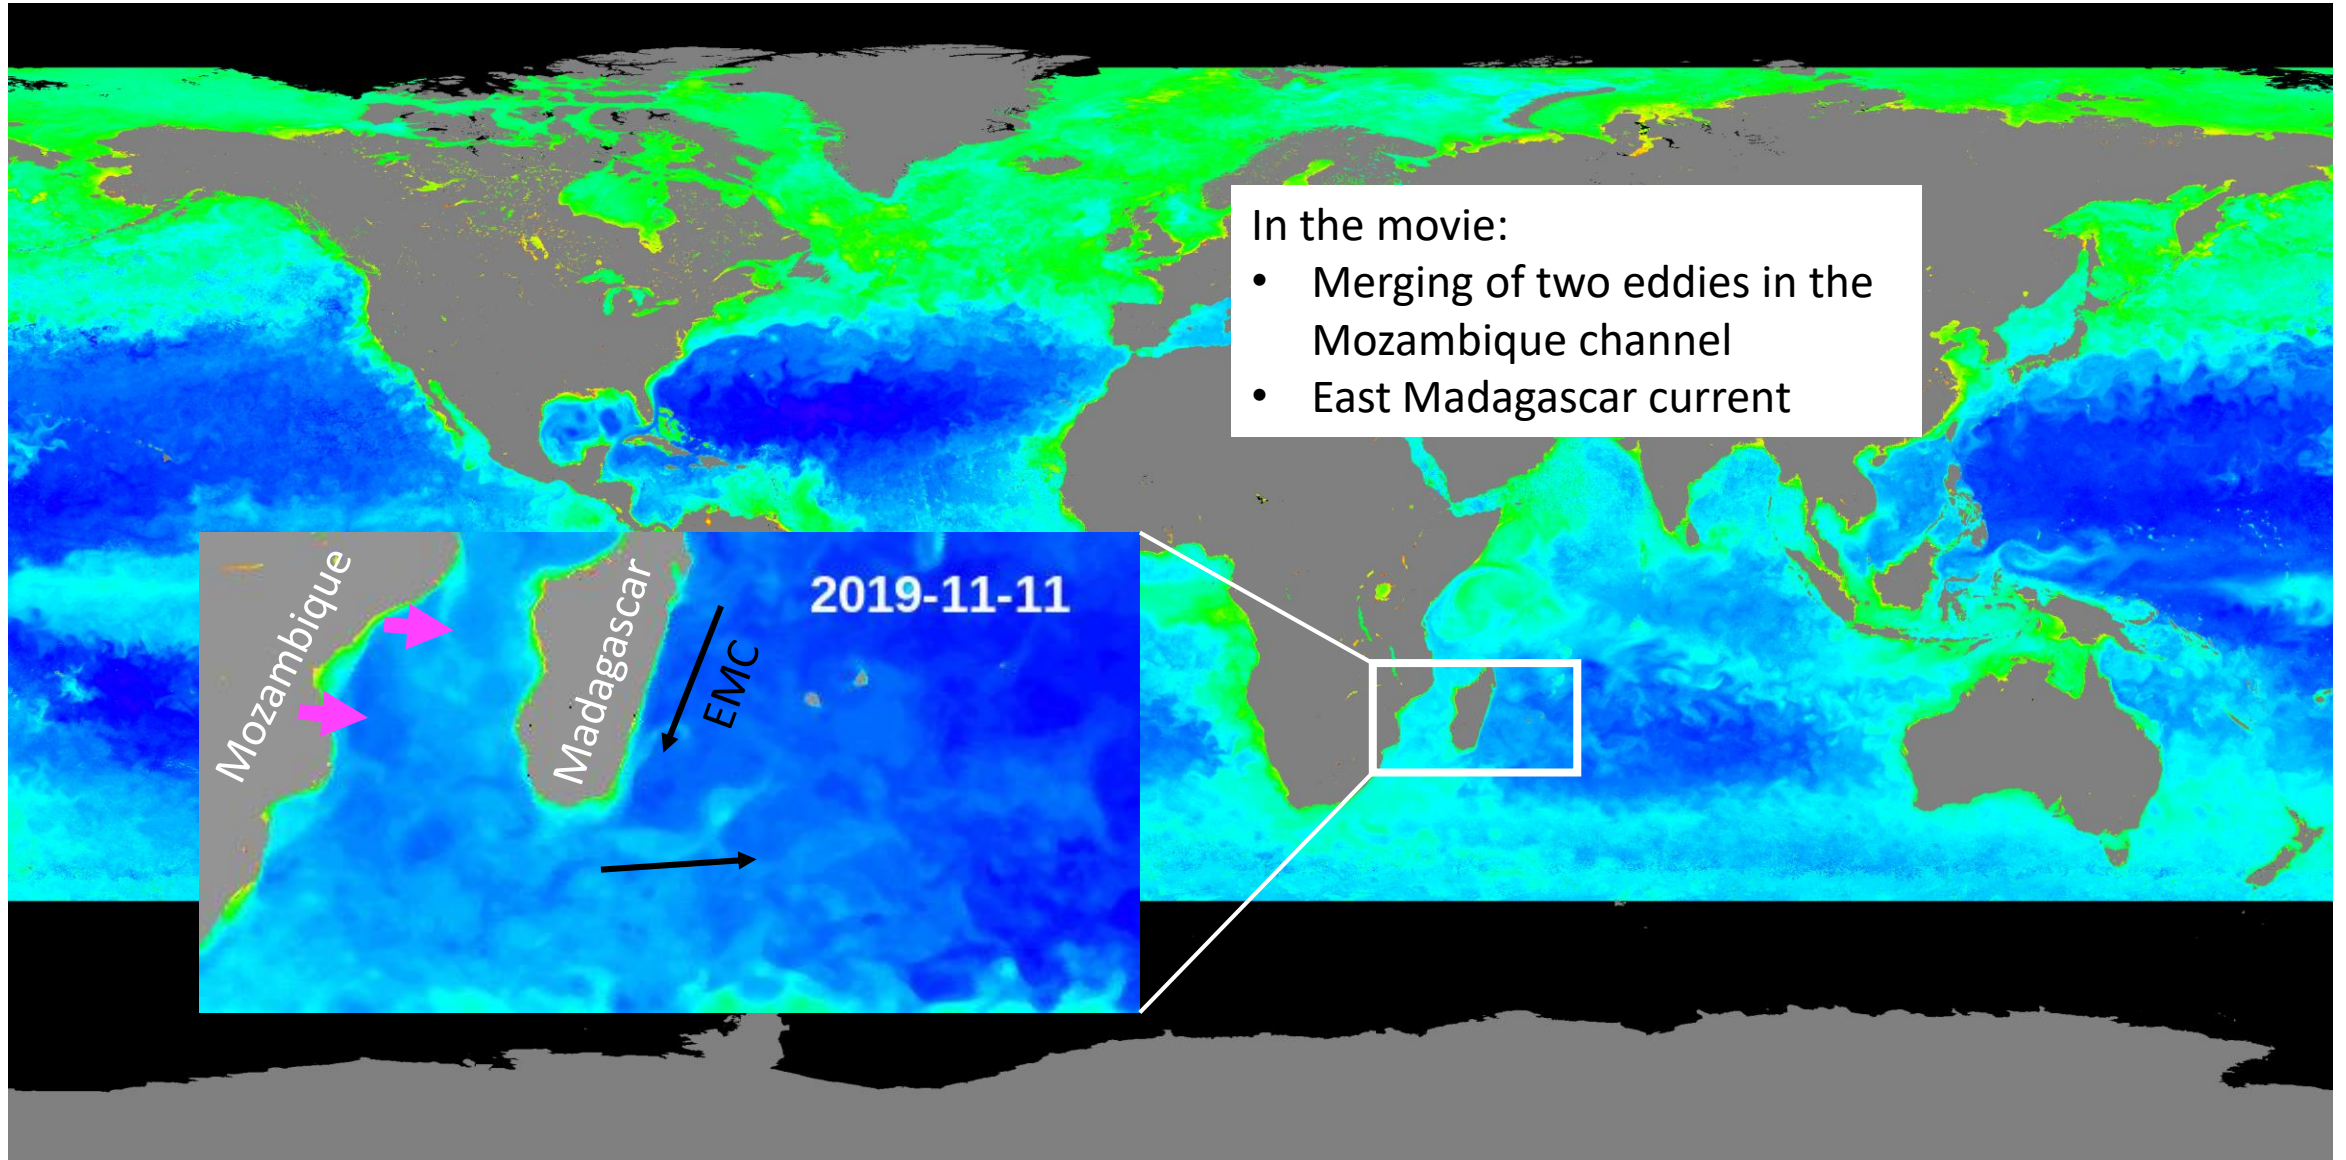 In the movie:
• Merging of two eddies in the
Mozambique channel
• East Madagascar current
Mozambique
Madagascar
2019-11-11
EMC